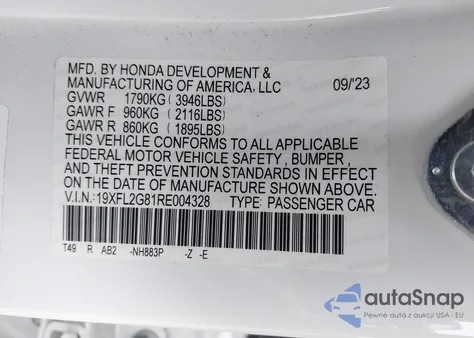 MFD. BY HONDA DEVELOPMENT &
MANUFACTURING OF AMERICA, LLC 09/23
GVWR 1790KG (3946LBS)
GAWR F 960KG (2116LBS)
GAWR R 860KG (1895LBS)
THIS VEHICLE CONFORMS TO ALL APPLICABLE
FEDERAL MOTOR VEHICLE SAFETY , BUMPER,
AND THEFT PREVENTION STANDARDS IN EFFECT
ON THE DATE OF MANUFACTURE SHOWN ABOVE.
V.I.N.:19XFL2G81RE004328 TYPE: PASSENGER CAR
T49 R AB2 -NH883P -Z -E
autoSnap
Pewne auta z aukcji USA i EU